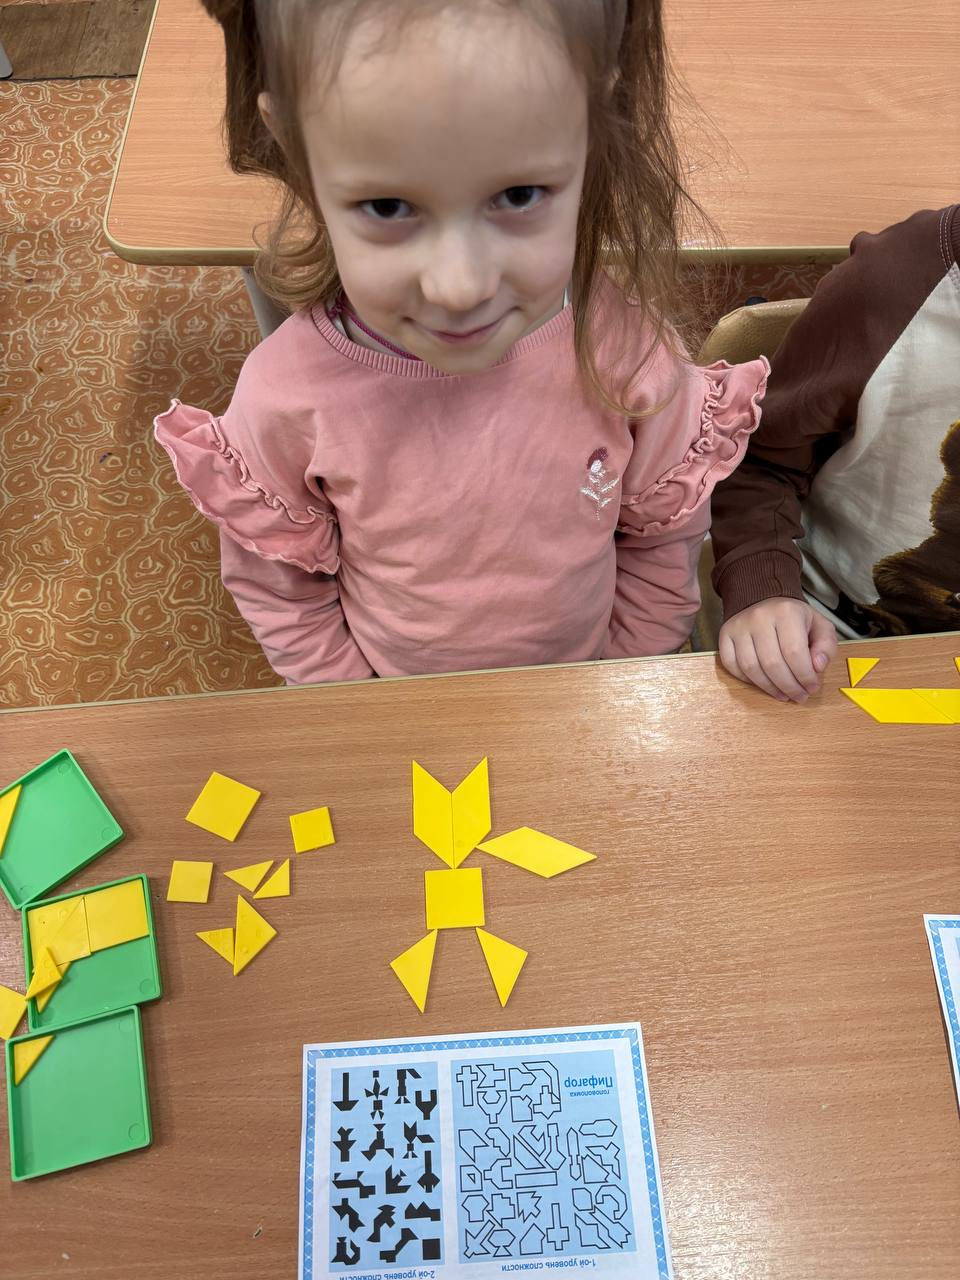 головоломка
Пифагор
1-ой уровень сложности
2-ой уровень сложности